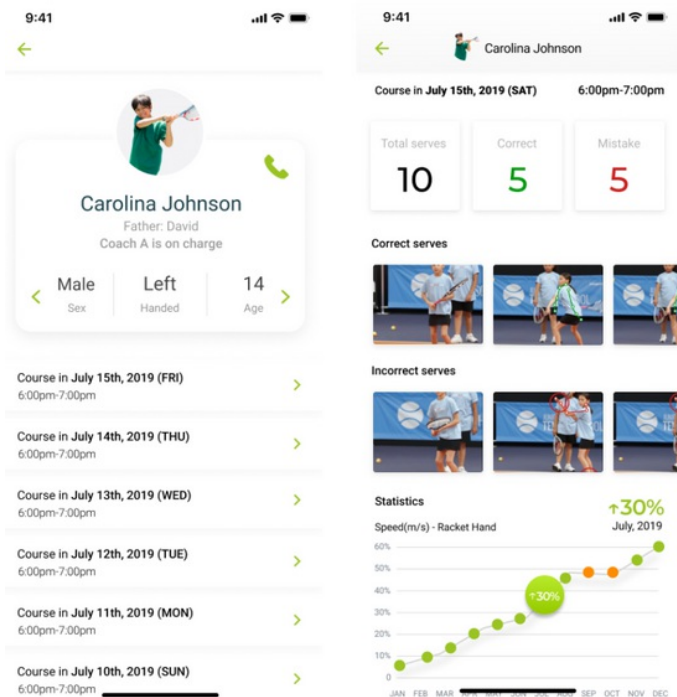 9:41
Carolina Johnson
Father: David
Coach A is on charge
Male Left 14
Sex Handed Age
Course in July 15th, 2019 (FRI)
6:00pm-7:00pm
Course in July 14th, 2019 (THU)
6:00pm-7:00pm
Course in July 13th, 2019 (WED)
6:00pm-7:00pm
Course in July 12th, 2019 (TUE)
6:00pm-7:00pm
Course in July 11th, 2019 (MON)
6:00pm-7:00pm
Course in July 10th, 2019 (SUN)
6:00pm-7:00pm
9:41
Carolina Johnson
Course in July 15th, 2019 (SAT) 6:00pm-7:00pm
Total serves Correct Mistake
10 5 5
Correct serves
Incorrect serves
Statistics ↑30%
Speed(m/s) - Racket Hand July, 2019
60%
50%
40%
30%
20%
10%
0
↑30%
JAN FEB MAR APR MAY JUN JUL AUG SEP OCT NOV DEC